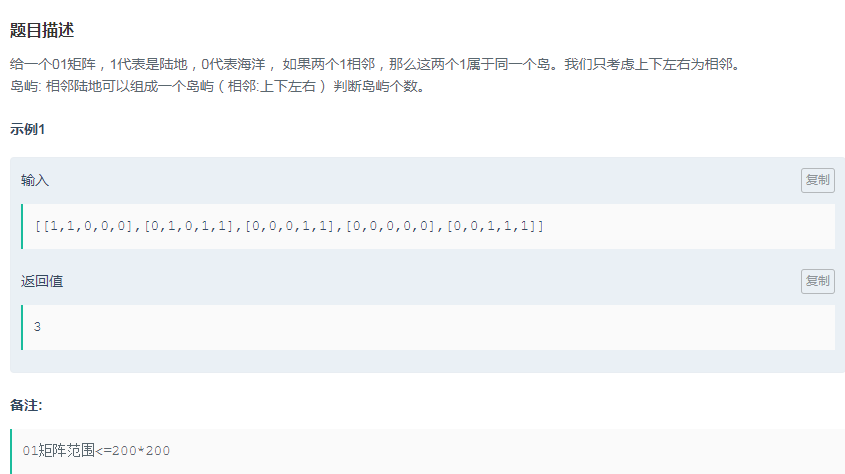 题目描述
给一个01矩阵，1代表是陆地，0代表海洋， 如果两个1相邻，那么这两个1属于同一个岛。我们只考虑上下左右为相邻。
岛屿: 相邻陆地可以组成一个岛屿（相邻:上下左右） 判断岛屿个数。
示例1
输入
复制
[[1,1,0,0,0],[0,1,0,1,1],[0,0,0,1,1],[0,0,0,0,0],[0,0,1,1,1]]
返回值
复制
3
备注:
01矩阵范围<=200*200